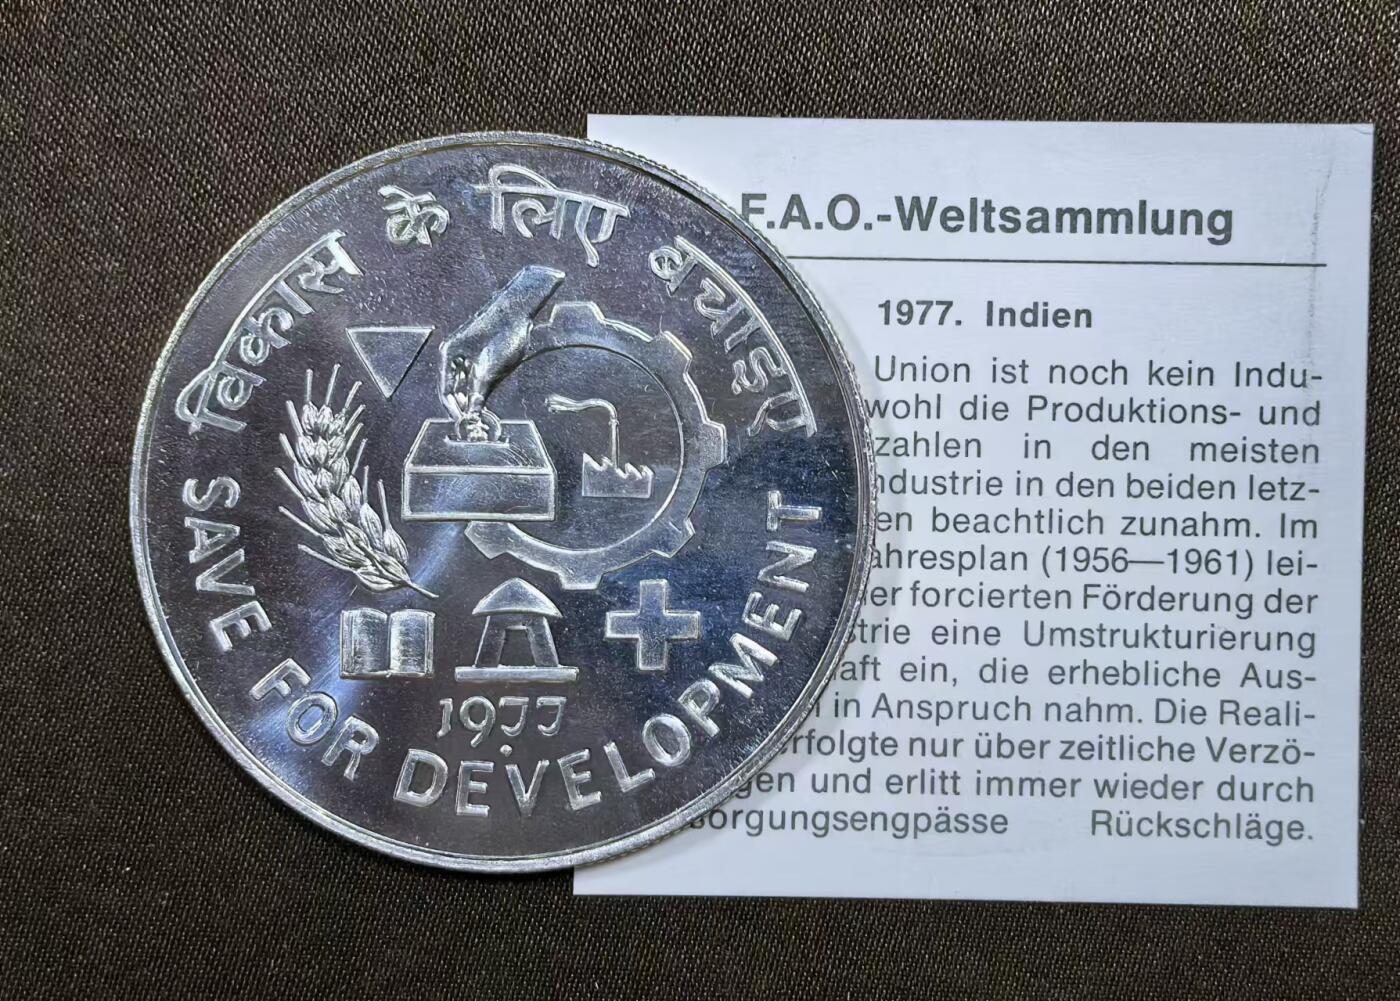 विकास के लिए बचाइए
SAVE FOR DEVELOPMENT
1977
F.A.O.-Weltsammlung
1977. Indien
Union ist noch kein Indu-
wohl die Produktions- und
zahlen in den meisten
ndustrie in den beiden letz-
en beachtlich zunahm. Im
ahresplan (1956—1961) lei-
er forcierten Förderung der
trie eine Umstrukturierung
aft ein, die erhebliche Aus-
in Anspruch nahm. Die Reali-
erfolgte nur über zeitliche Verzö-
gen und erlitt immer wieder durch
sorgungsengpässe Rückschläge.